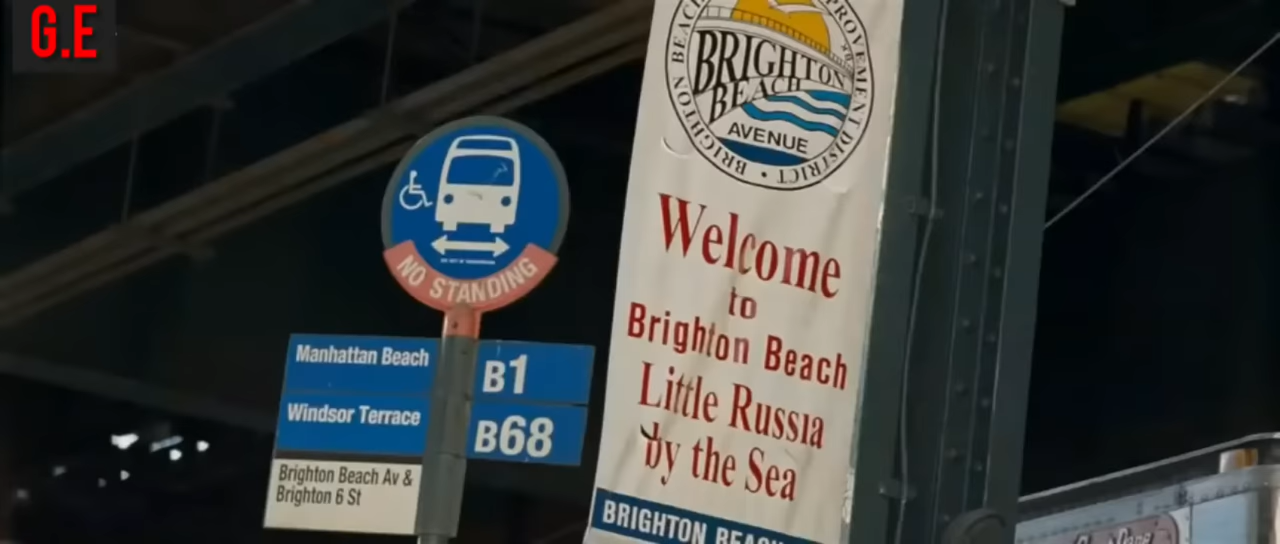 G.E
BRIGHTON BEACH
IMPROVEMENT DISTRICT
BRIGHTON
BEACH
AVENUE
NO STANDING
Manhattan Beach B1
Windsor Terrace B68
Brighton Beach Av &
Brighton 6 St
Welcome
to
Brighton Beach
Little Russia
by the Sea
BRIGHTON BEACH